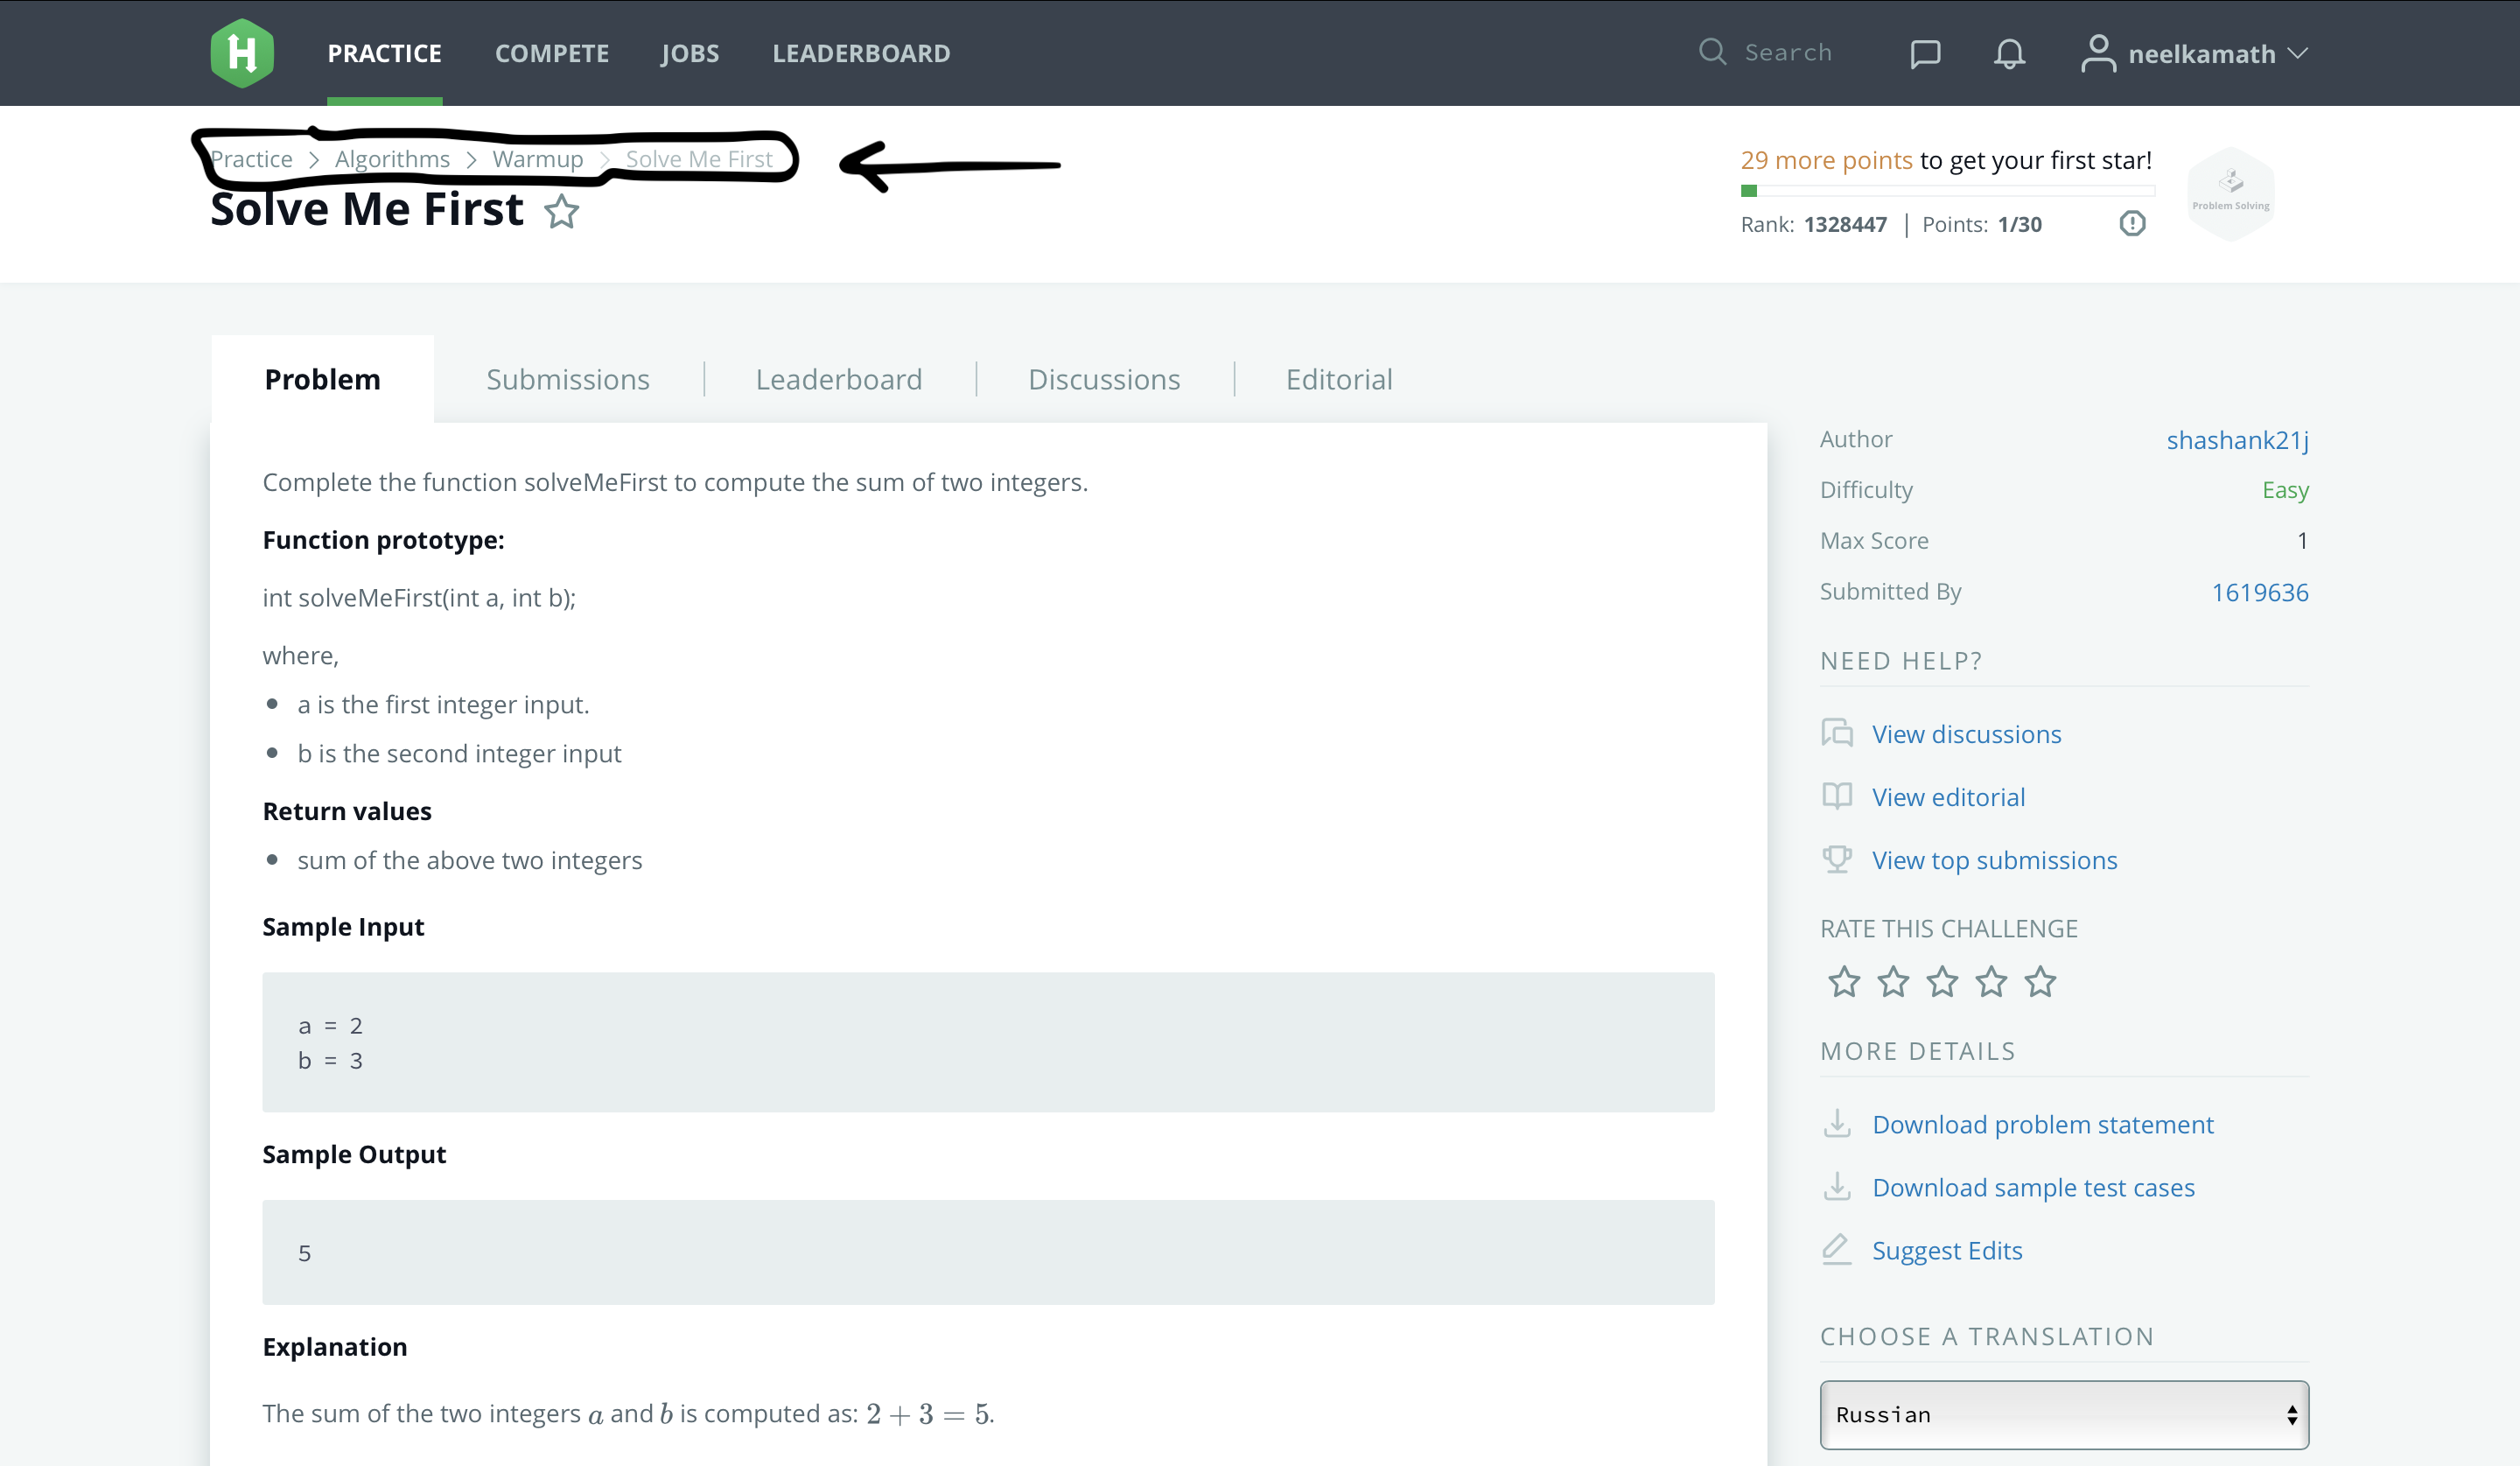 PRACTICE COMPETE JOBS LEADERBOARD Search neelkamath
Practice > Algorithms > Warmup > Solve Me First
Solve Me First
29 more points to get your first star!
Rank: 1328447 | Points: 1/30
Problem Solving
Problem Submissions Leaderboard Discussions Editorial
Complete the function solveMeFirst to compute the sum of two integers.
Function prototype:
int solveMeFirst(int a, int b);
where,
• a is the first integer input.
• b is the second integer input
Return values
• sum of the above two integers
Sample Input
a = 2
b = 3
Sample Output
5
Explanation
The sum of the two integers a and b is computed as: 2 + 3 = 5.
Author shashank21j
Difficulty Easy
Max Score 1
Submitted By 1619636
NEED HELP?
View discussions
View editorial
View top submissions
RATE THIS CHALLENGE
MORE DETAILS
Download problem statement
Download sample test cases
Suggest Edits
CHOOSE A TRANSLATION
Russian